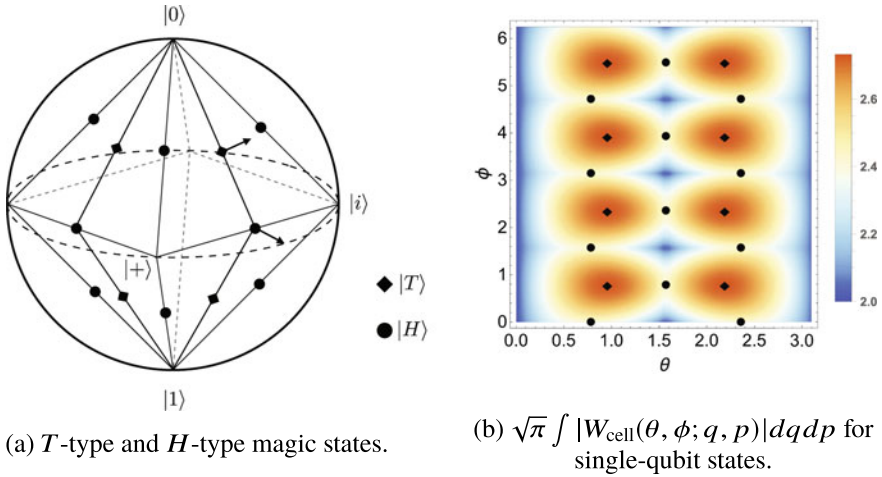 |0⟩
|i⟩
|+⟩
|T⟩
|H⟩
|1⟩
(a) T-type and H-type magic states.
6
5
4
3
2
1
0
ϕ
0.0 0.5 1.0 1.5 2.0 2.5 3.0
θ
2.6
2.4
2.2
2.0
(b) √π ∫ |W_cell(θ, ϕ; q, p)|dqdp for
single-qubit states.